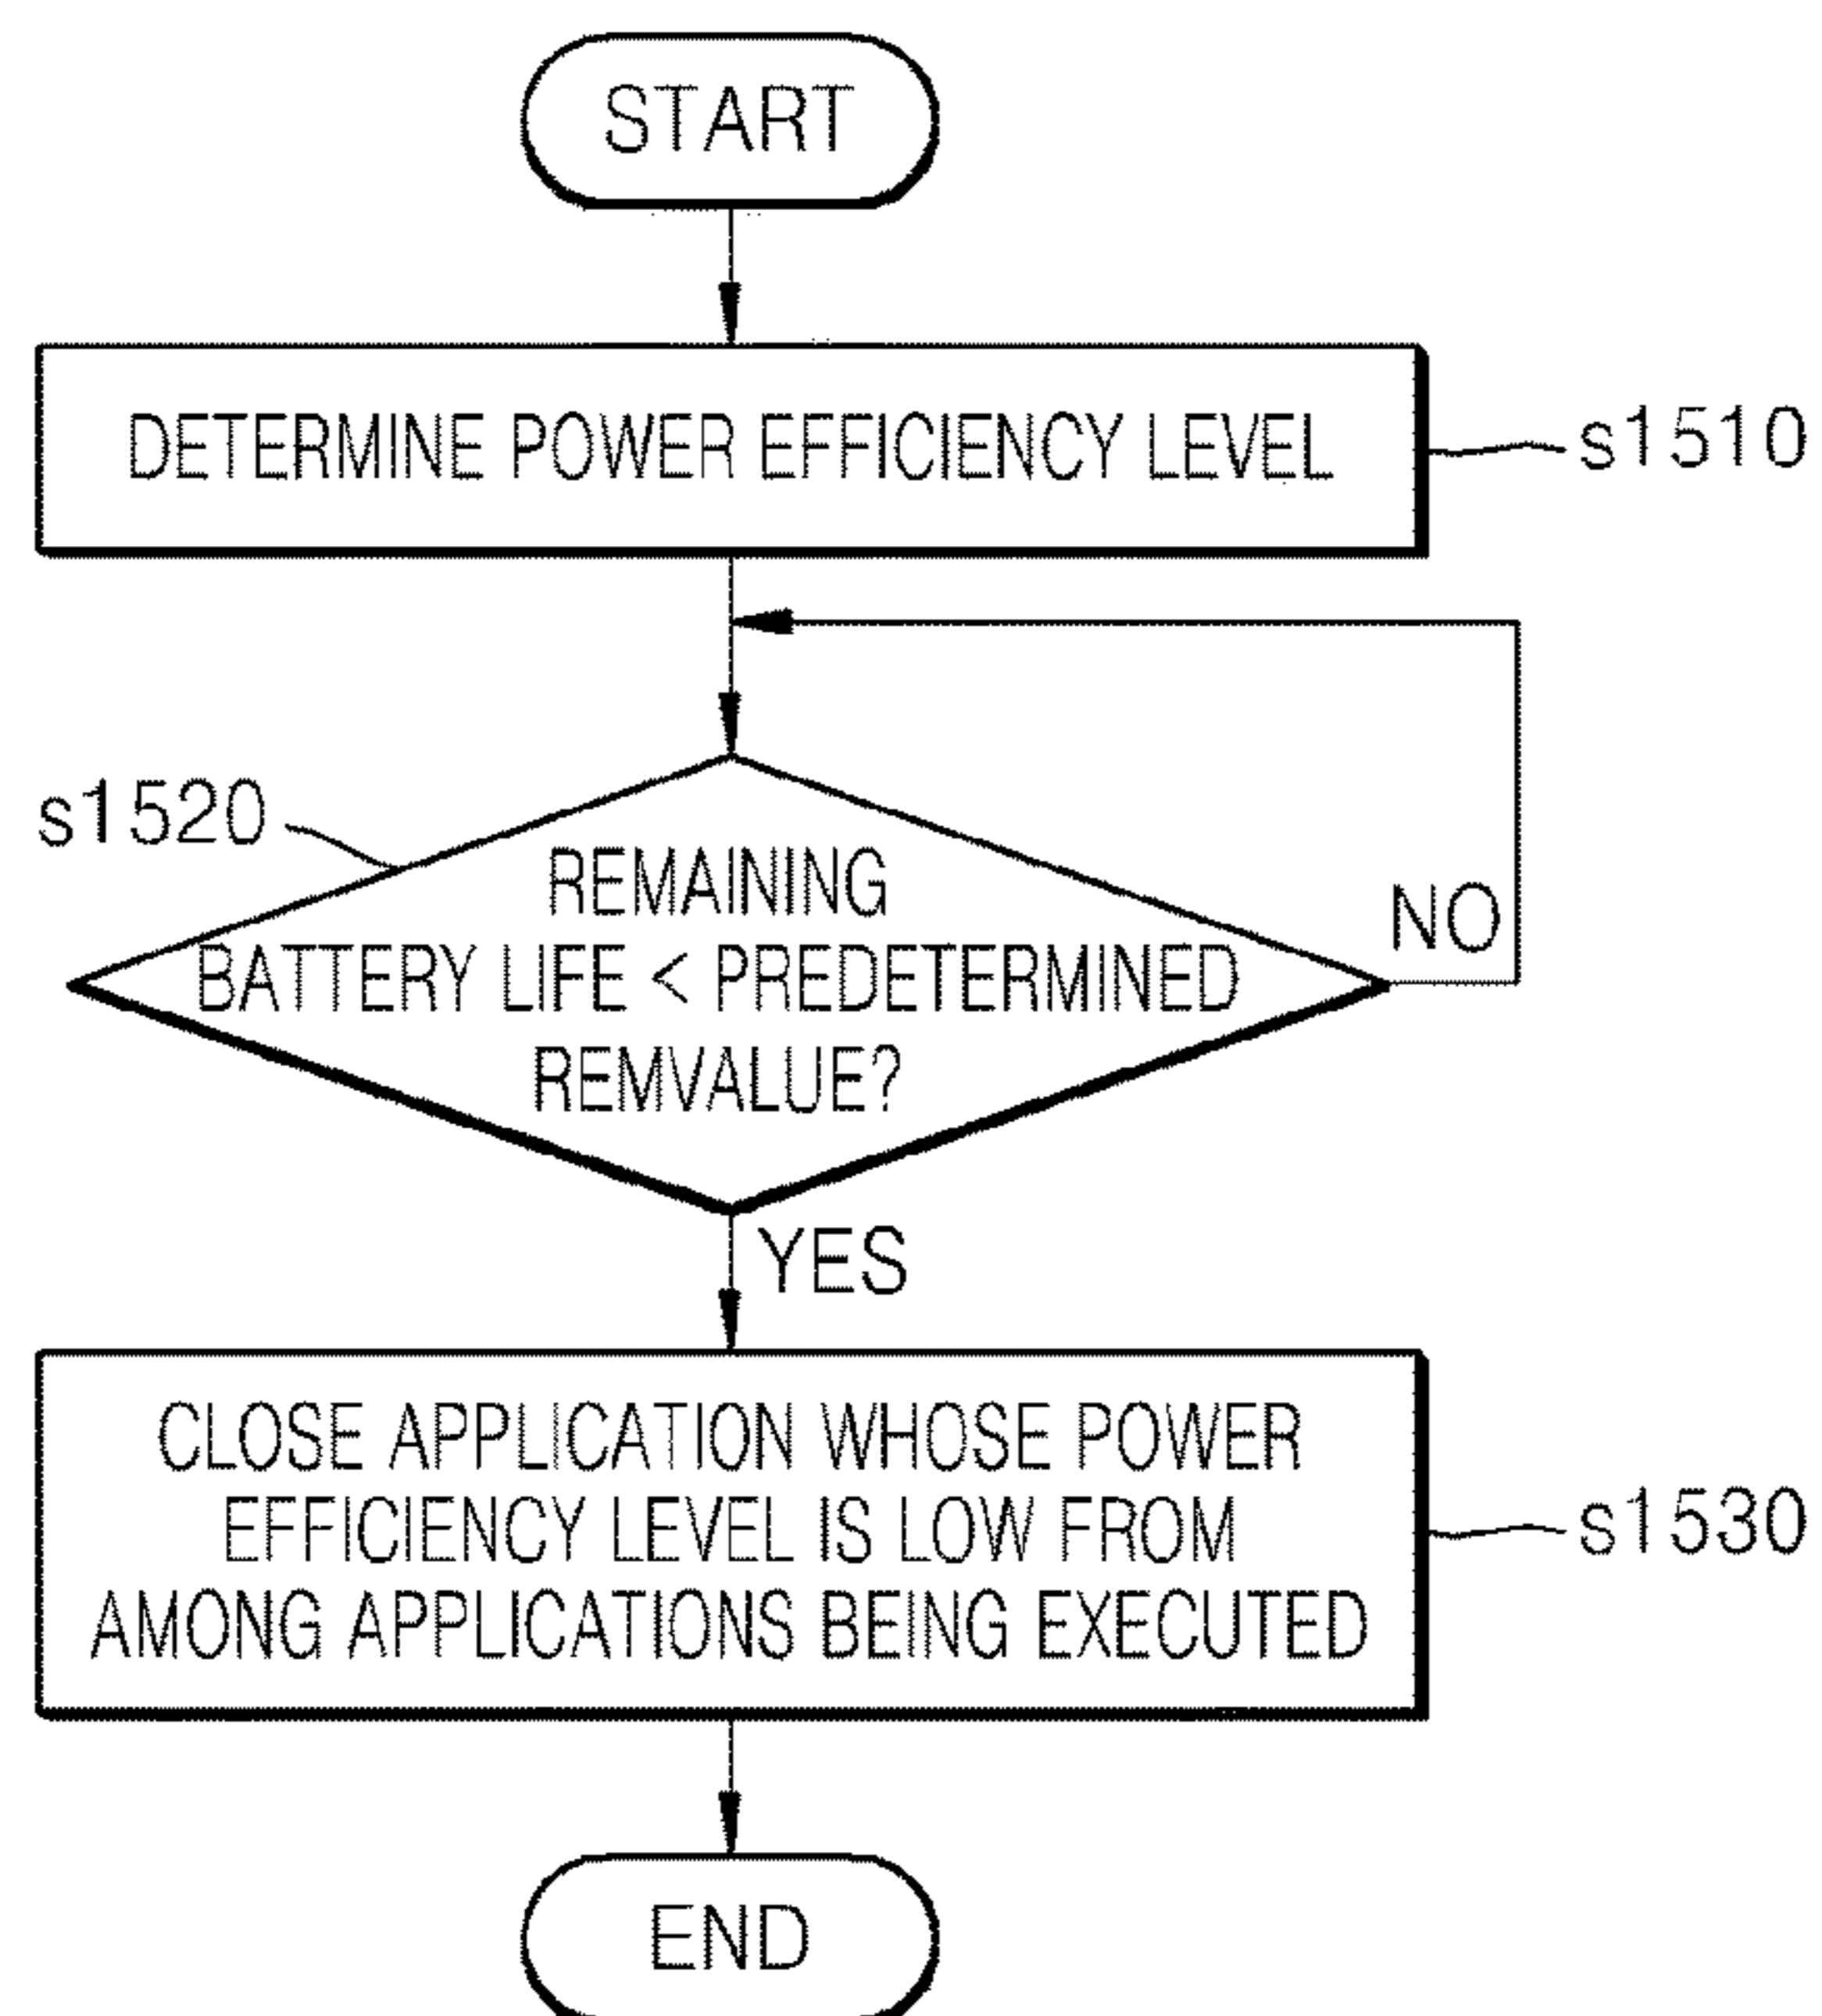 START
DETERMINE POWER EFFICIENCY LEVEL
s1510
s1520
REMAINING
BATTERY LIFE < PREDETERMINED
REMVALUE?
NO
YES
CLOSE APPLICATION WHOSE POWER
EFFICIENCY LEVEL IS LOW FROM
AMONG APPLICATIONS BEING EXECUTED
s1530
END